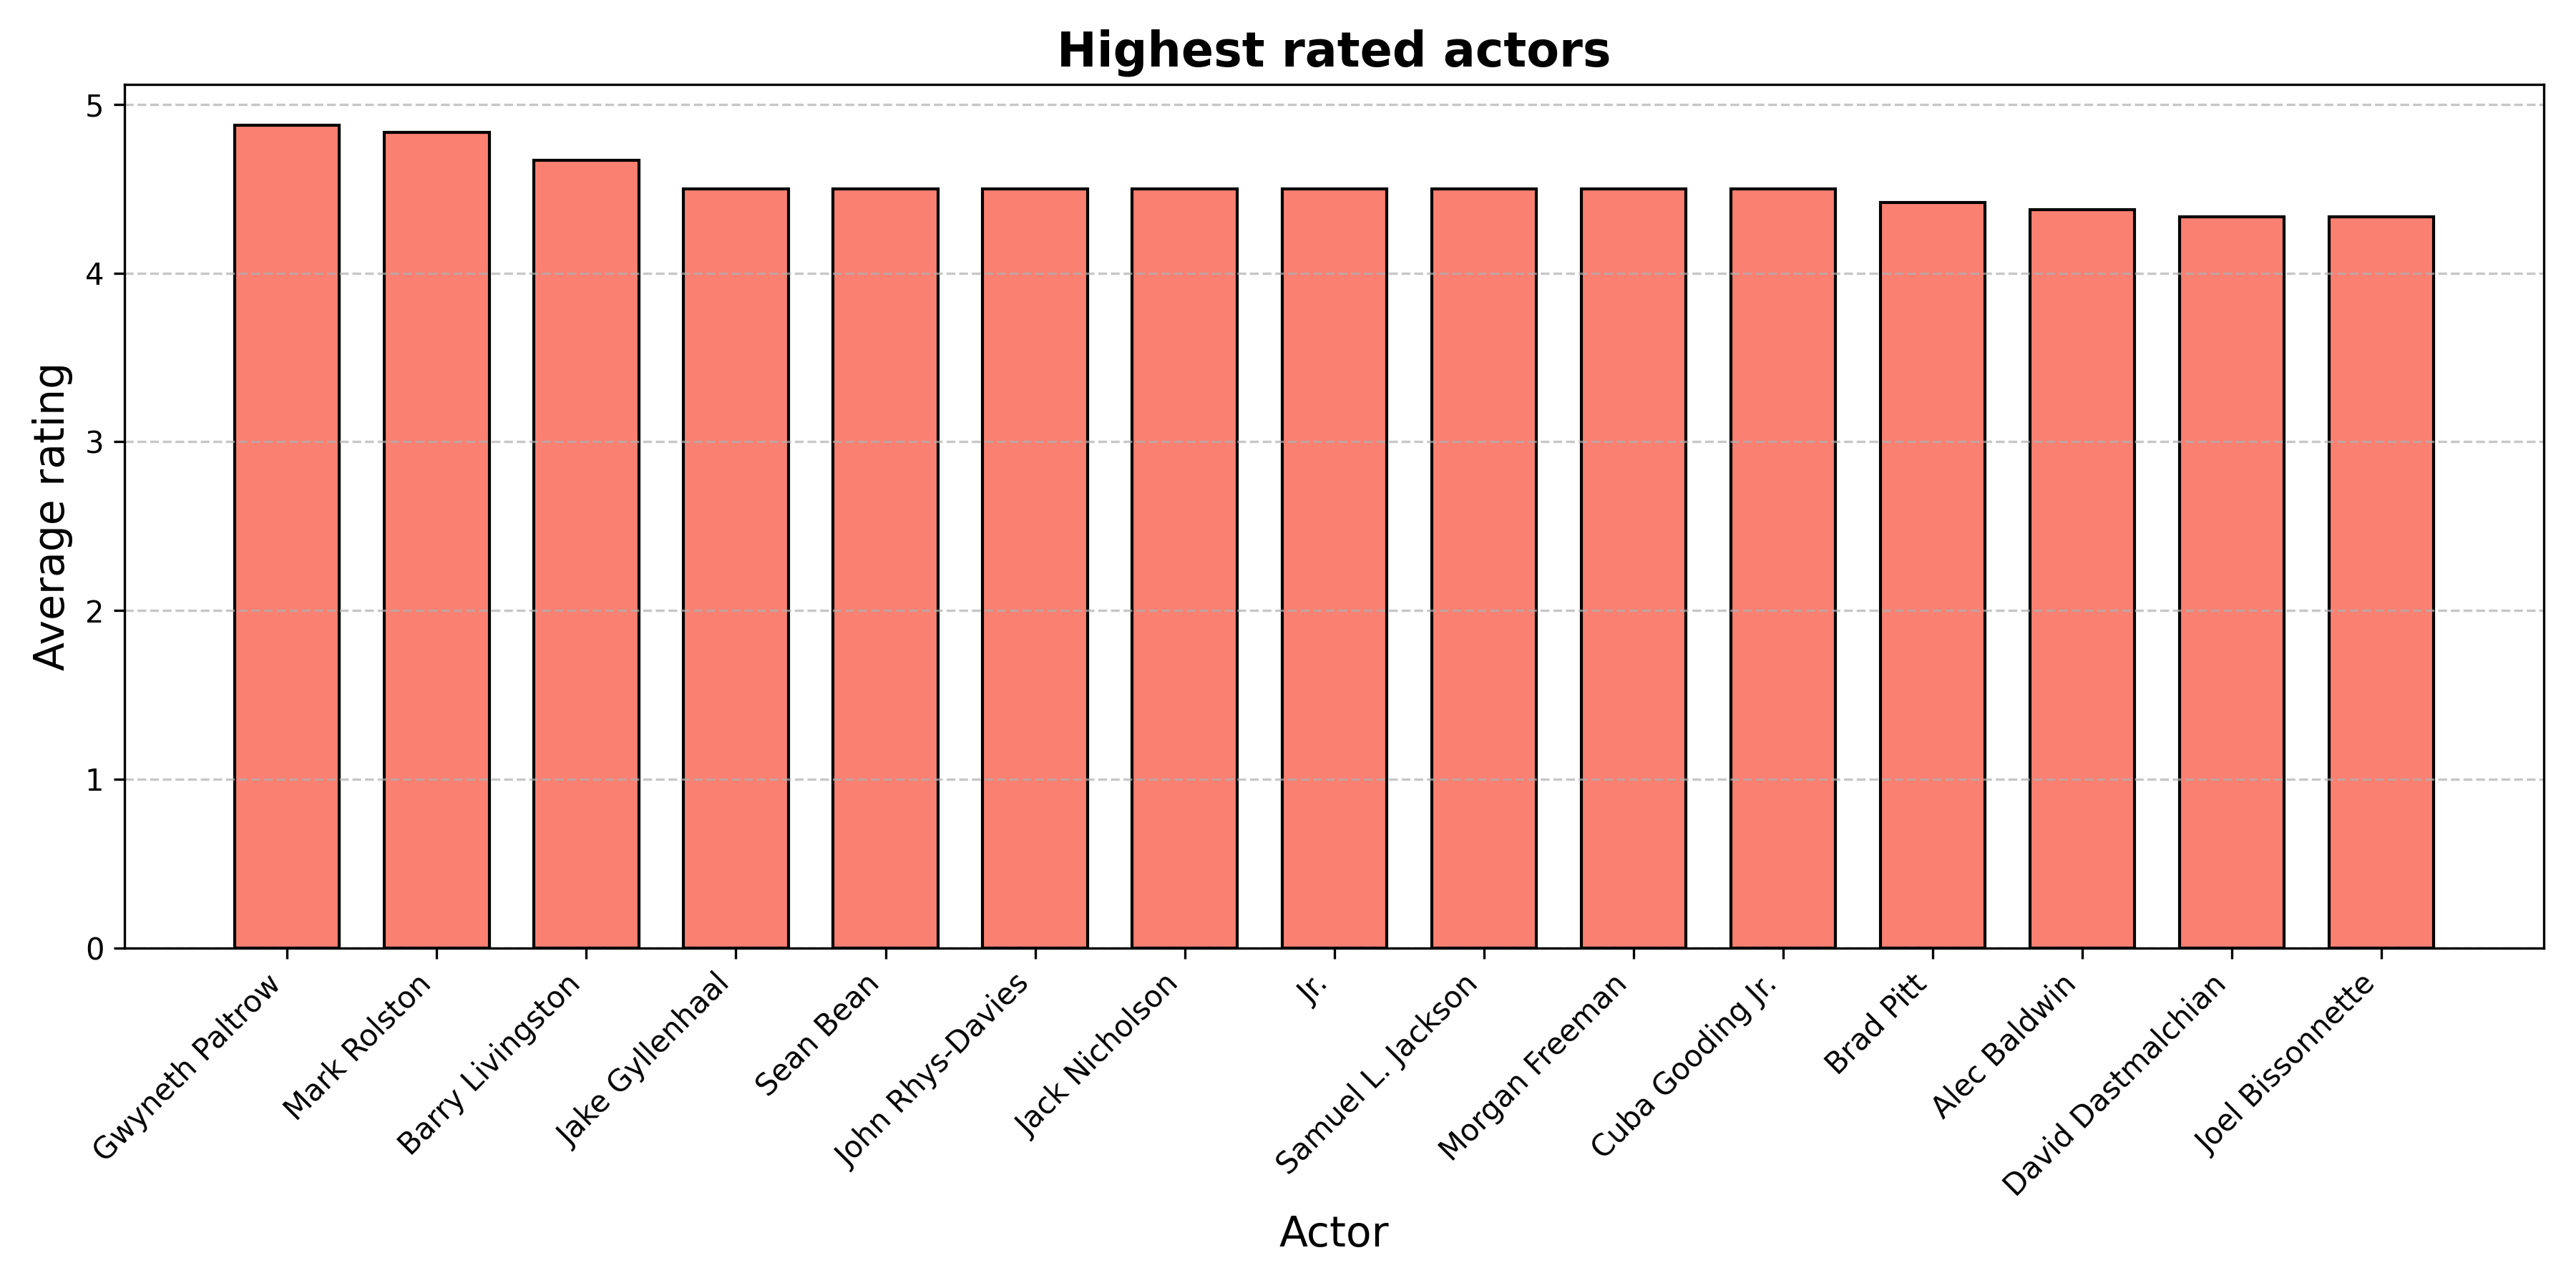 Highest rated actors
Average rating
5
4
3
2
1
0
Gwyneth Paltrow
Mark Rolston
Barry Livingston
Jake Gyllenhaal
Sean Bean
John Rhys-Davies
Jack Nicholson
Jr.
Samuel L. Jackson
Morgan Freeman
Cuba Gooding Jr.
Brad Pitt
Alec Baldwin
David Dastmalchian
Joel Bissonnette
Actor